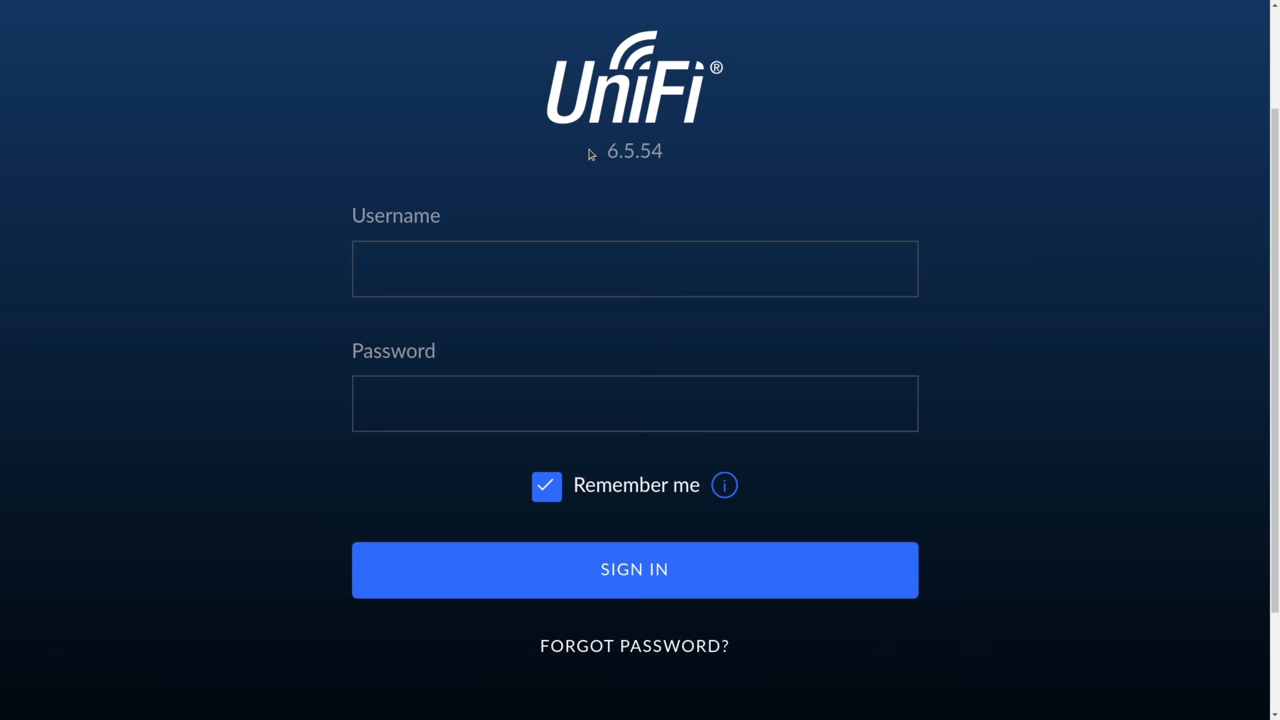 UniFi®
6.5.54
Username
Password
Remember me
SIGN IN
FORGOT PASSWORD?